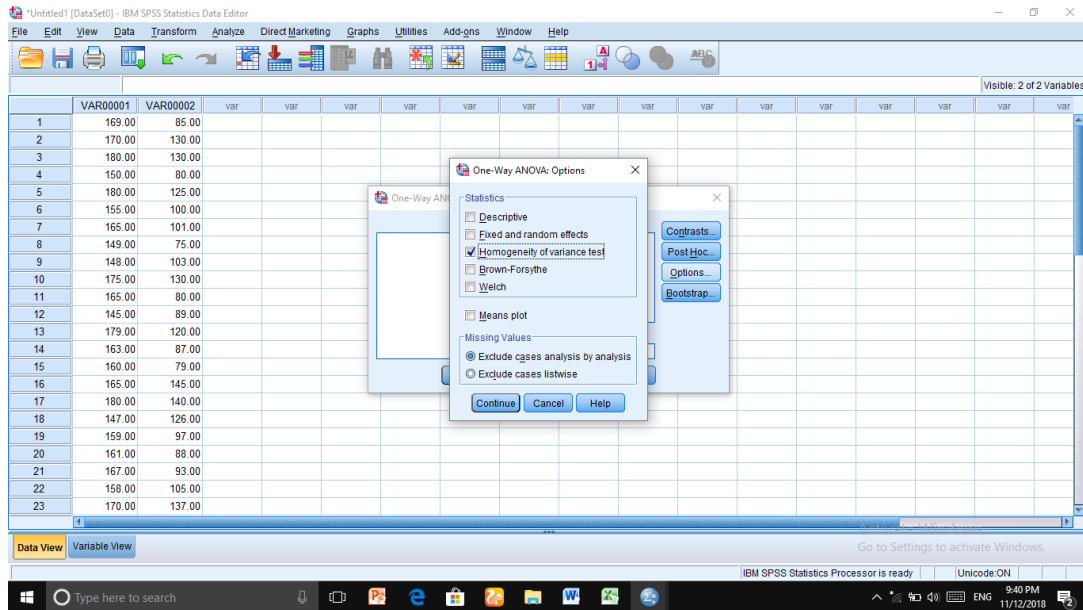 *Untitled1 [DataSet0] - IBM SPSS Statistics Data Editor
File Edit View Data Transform Analyze Direct Marketing Graphs Utilities Add-ons Window Help
Visible: 2 of 2 Variables
VAR00001 VAR00002 var var var var var var var var var var var var var var var
1 169.00 85.00
2 170.00 130.00
3 180.00 130.00
4 150.00 80.00
5 180.00 125.00
6 155.00 100.00
7 165.00 101.00
8 149.00 75.00
9 148.00 103.00
10 175.00 130.00
11 165.00 80.00
12 145.00 89.00
13 179.00 120.00
14 163.00 87.00
15 160.00 79.00
16 165.00 145.00
17 180.00 140.00
18 147.00 126.00
19 159.00 97.00
20 161.00 88.00
21 167.00 93.00
22 158.00 105.00
23 170.00 137.00
One-Way
Contrasts...
Post Hoc...
Options...
Bootstrap...
One-Way ANOVA: Options
Statistics
Descriptive
Fixed and random effects
Homogeneity of variance test
Brown-Forsythe
Welch
Means plot
Missing Values
Exclude cases analysis by analysis
Exclude cases listwise
Continue Cancel Help
Data View Variable View
Go to Settings to activate Windows.
IBM SPSS Statistics Processor is ready Unicode:ON
Type here to search
ENG 9:40 PM
11/12/2018
2